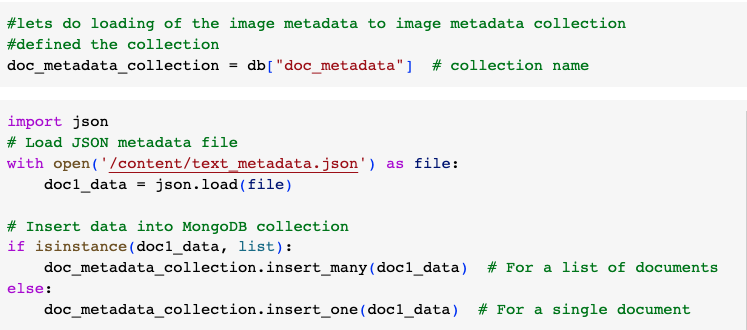 #lets do loading of the image metadata to image metadata collection
#defined the collection
doc_metadata_collection = db["doc_metadata"]  # collection name
import json
# Load JSON metadata file
with open('/content/text_metadata.json') as file:
    doc1_data = json.load(file)
# Insert data into MongoDB collection
if isinstance(doc1_data, list):
    doc_metadata_collection.insert_many(doc1_data)  # For a list of documents
else:
    doc_metadata_collection.insert_one(doc1_data)  # For a single document